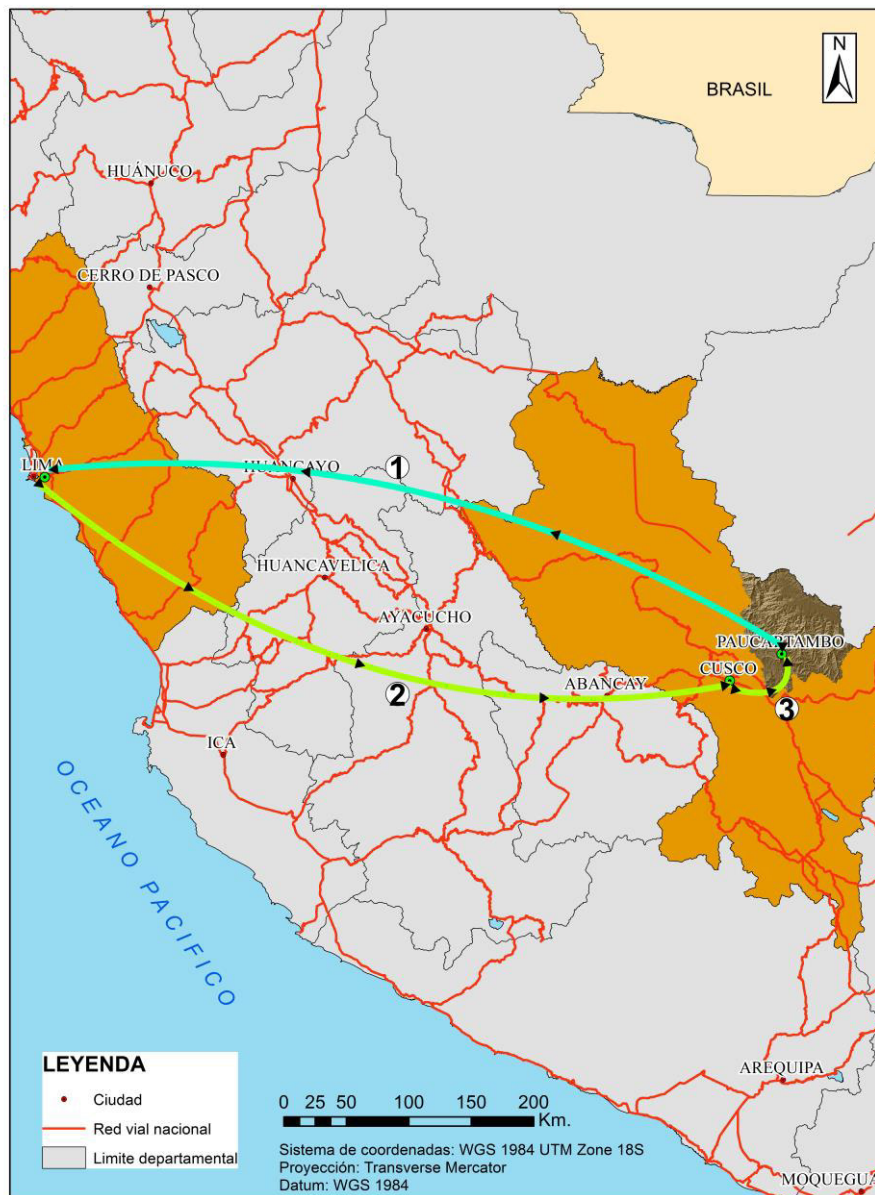 N
BRASIL
HUÁNUCO
CERRO DE PASCO
LIMA
HUANCAYO
1
HUANCAVELICA
AYACUCHO
PAUCARTAMBO
CUSCO
ABANCAY
2
3
ICA
OCEANO PACIFICO
AREQUIPA
MOQUEGUA
LEYENDA
Ciudad
Red vial nacional
Limite departamental
0 25 50 100 150 200
Km.
Sistema de coordenadas: WGS 1984 UTM Zone 18S
Proyección: Transverse Mercator
Datum: WGS 1984